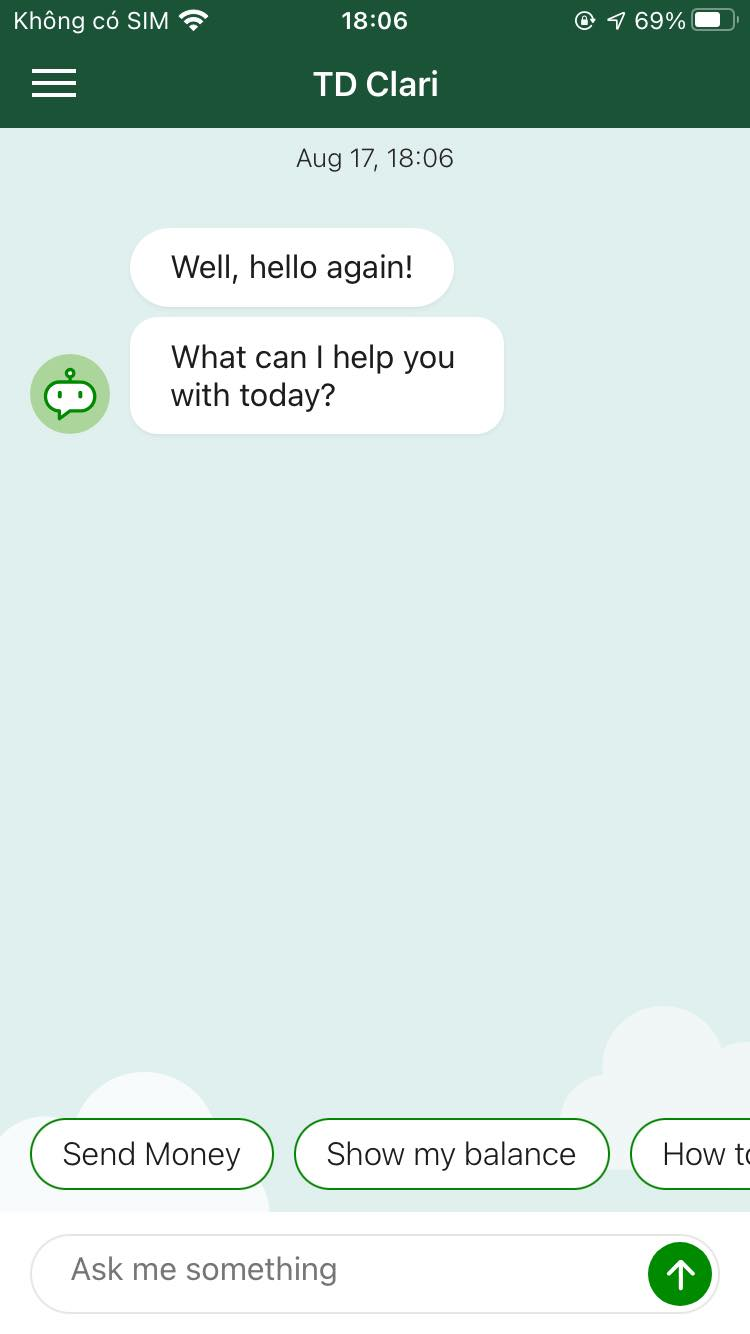 Không có SIM 18:06 69%
TD Clari
Aug 17, 18:06
Well, hello again!
What can I help you
with today?
Send Money Show my balance How
Ask me something